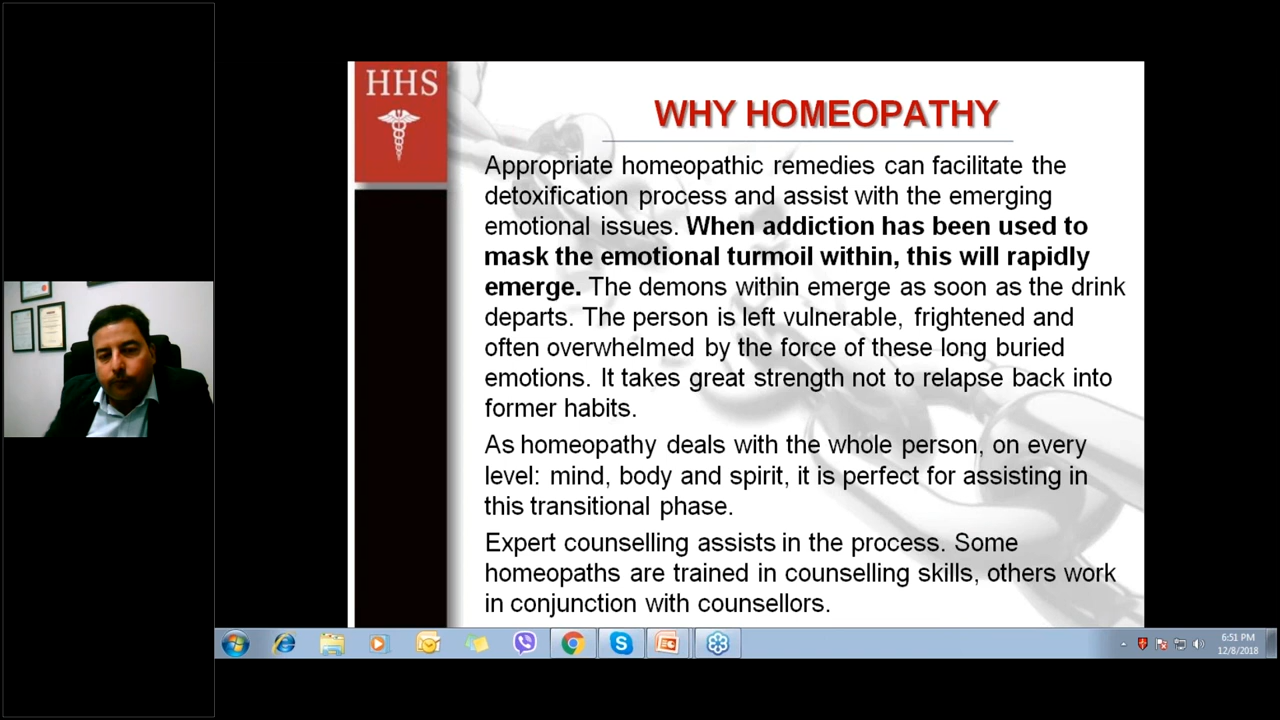 HHS
WHY HOMEOPATHY
Appropriate homeopathic remedies can facilitate the
detoxification process and assist with the emerging
emotional issues. When addiction has been used to
mask the emotional turmoil within, this will rapidly
emerge. The demons within emerge as soon as the drink
departs. The person is left vulnerable, frightened and
often overwhelmed by the force of these long buried
emotions. It takes great strength not to relapse back into
former habits.
As homeopathy deals with the whole person, on every
level: mind, body and spirit, it is perfect for assisting in
this transitional phase.
Expert counselling assists in the process. Some
homeopaths are trained in counselling skills, others work
in conjunction with counsellors.
6:51 PM
12/8/2018